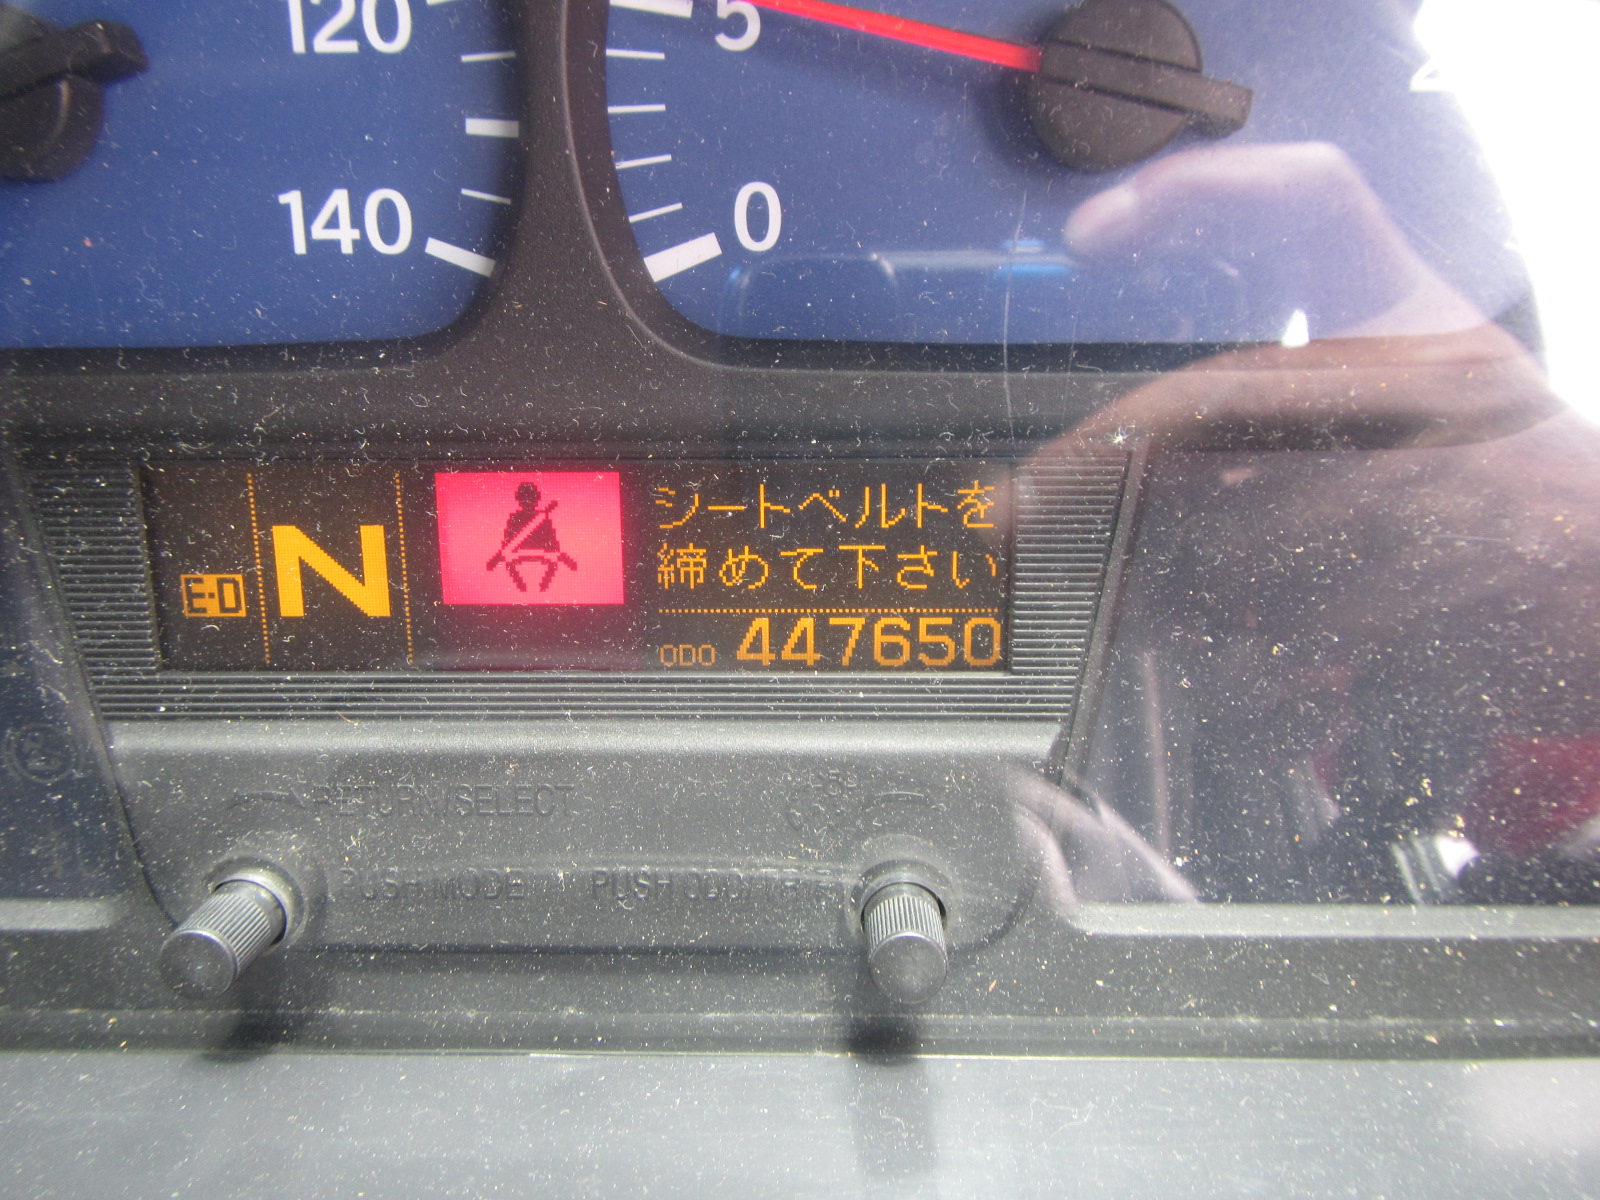 120
5
140
0
シートベルトを
締めて下さい
E-D
N
ODO 447650
RETURN/SELECT
PUSH MODE
PUSH ODO/TRIP